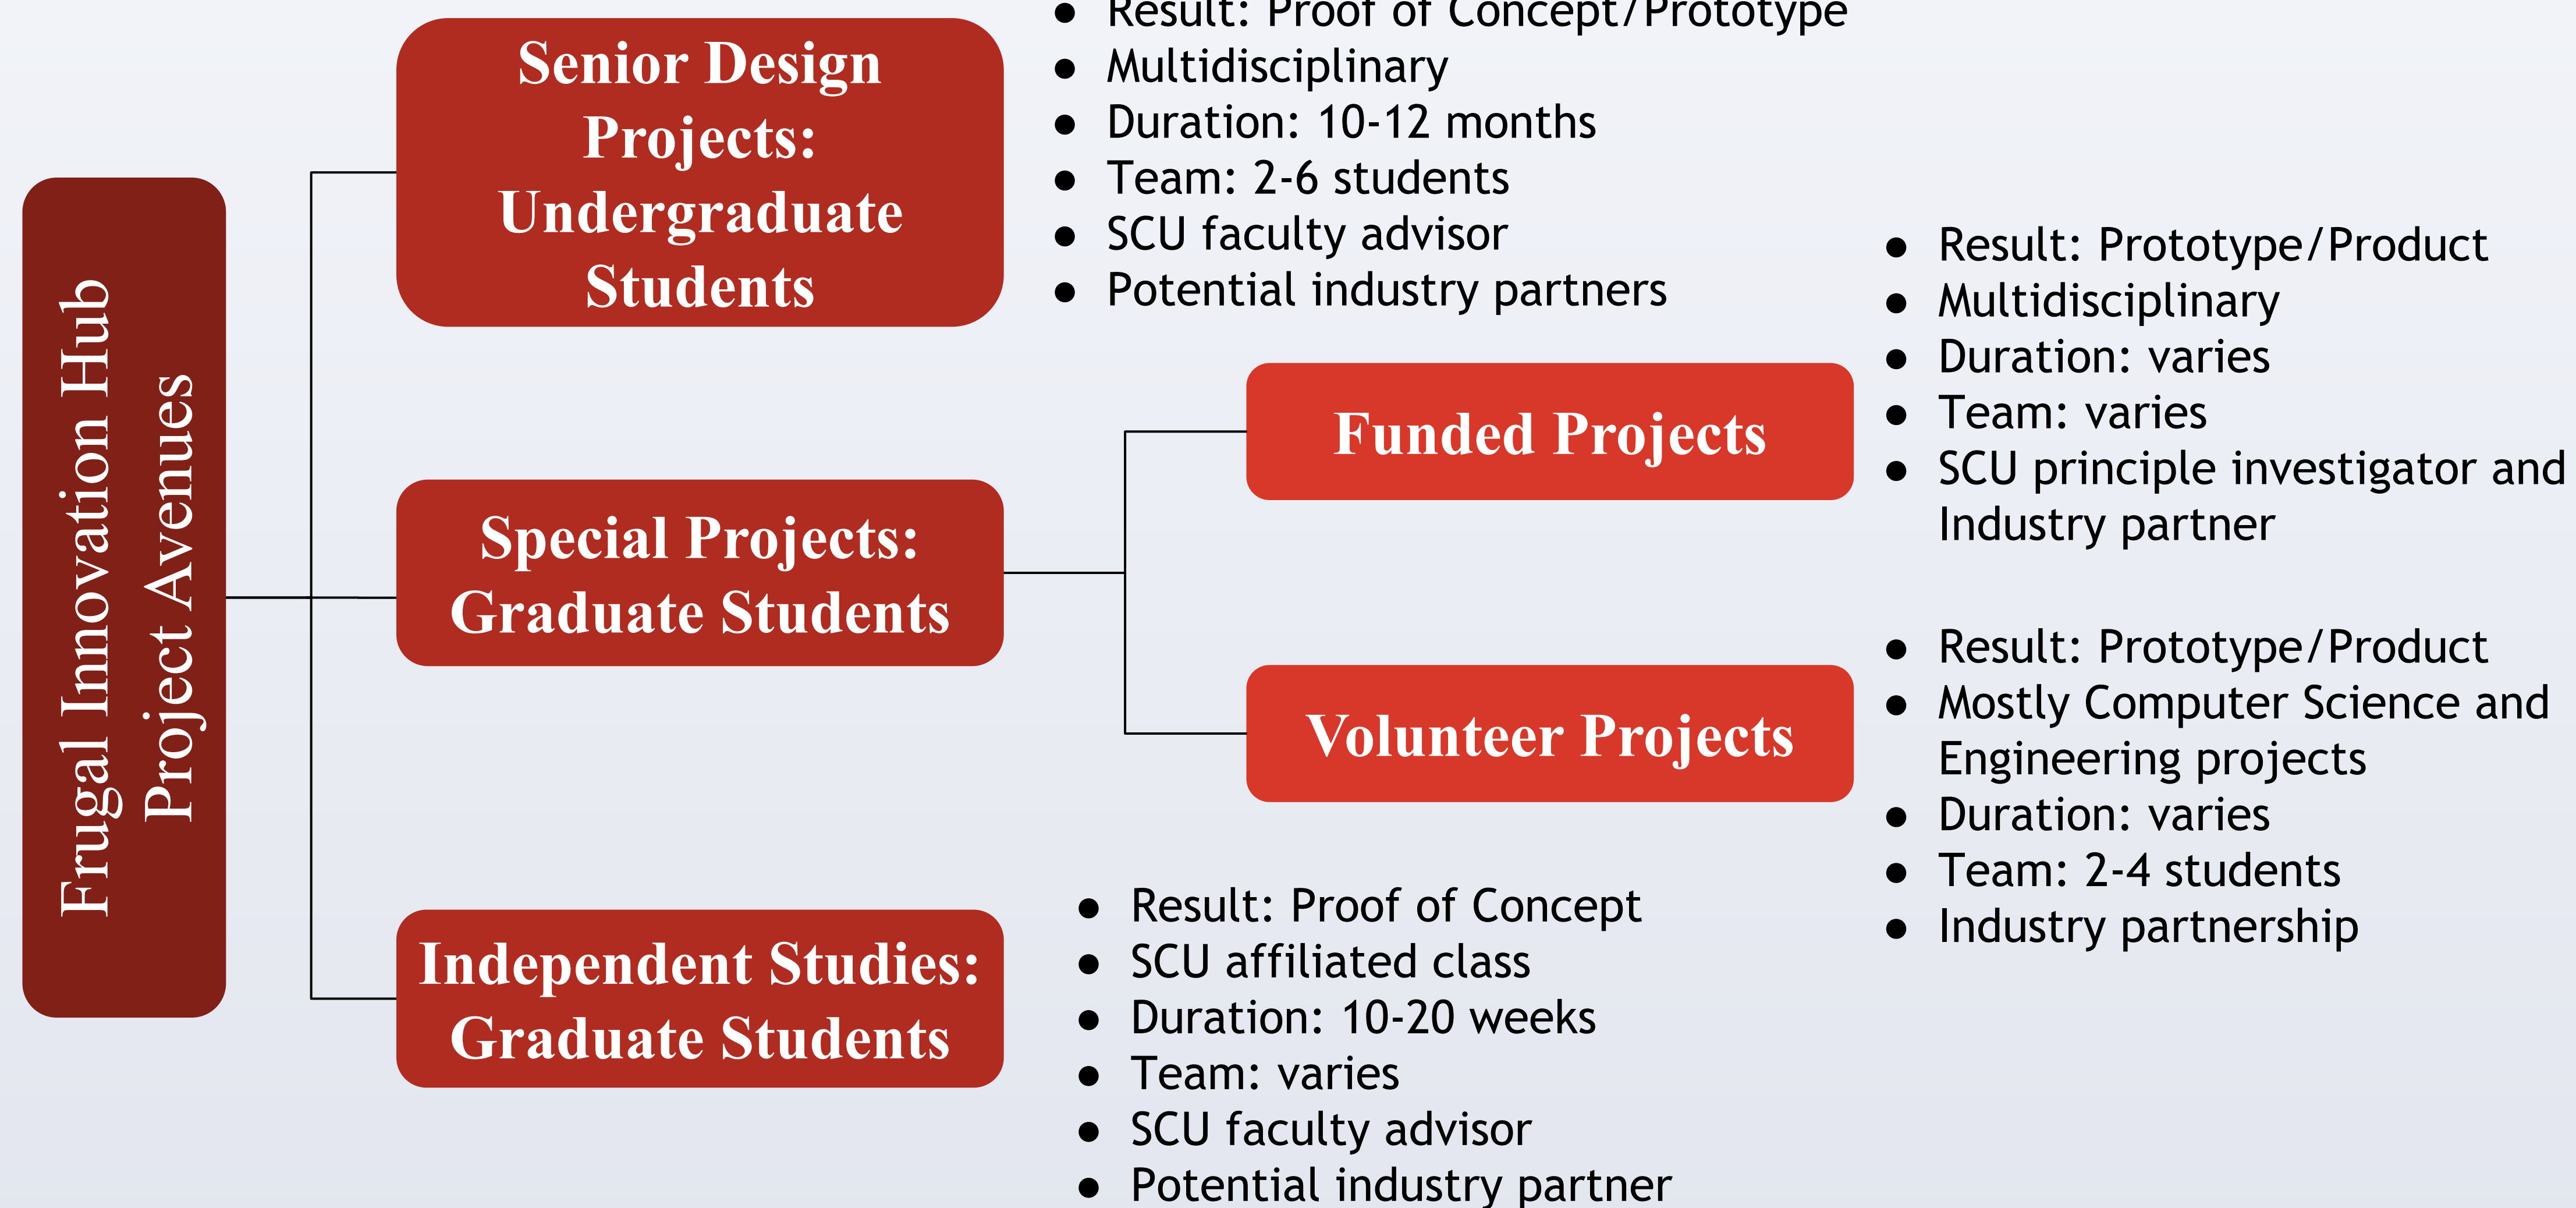 Frugal Innovation Hub
Project Avenues
Senior Design
Projects:
Undergraduate
Students
● Result: Proof of Concept/Prototype
● Multidisciplinary
● Duration: 10-12 months
● Team: 2-6 students
● SCU faculty advisor
● Potential industry partners
Special Projects:
Graduate Students
Funded Projects
● Result: Prototype/Product
● Multidisciplinary
● Duration: varies
● Team: varies
● SCU principle investigator and
Industry partner
Volunteer Projects
● Result: Prototype/Product
● Mostly Computer Science and
Engineering projects
● Duration: varies
● Team: 2-4 students
● Industry partnership
Independent Studies:
Graduate Students
● Result: Proof of Concept
● SCU affiliated class
● Duration: 10-20 weeks
● Team: varies
● SCU faculty advisor
● Potential industry partner